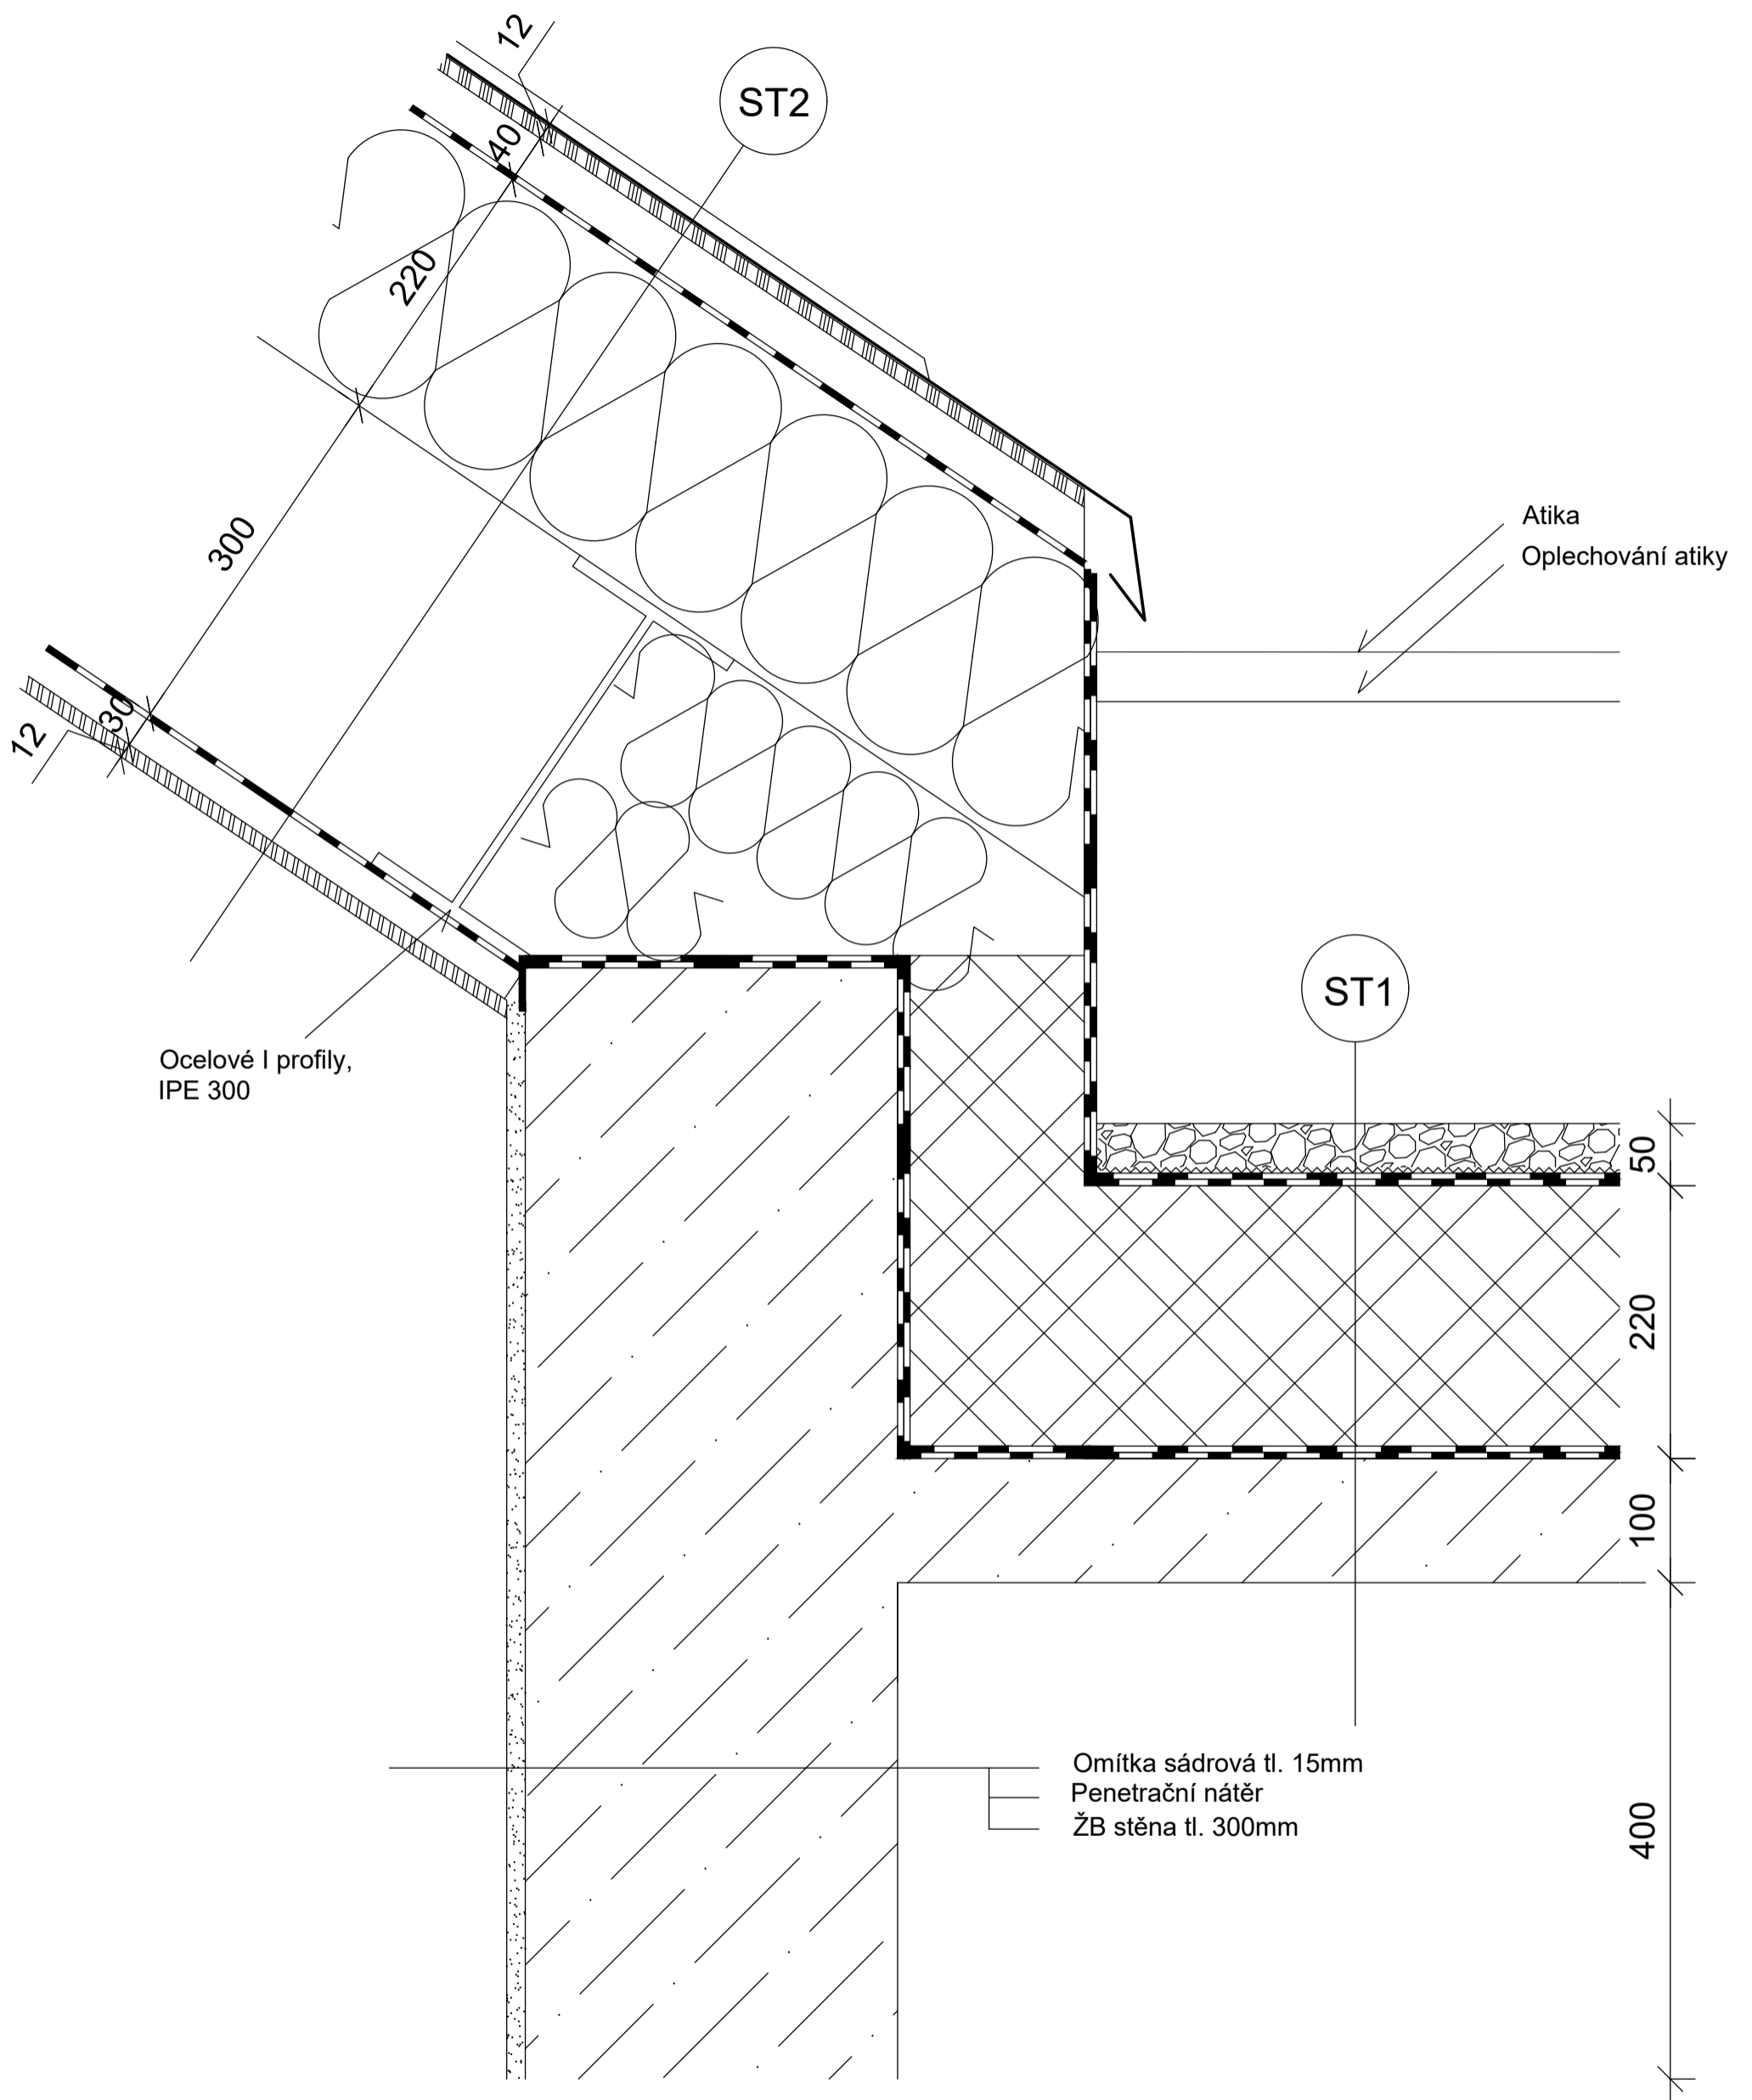 12
ST2
40
220
Atika
300
Oplechování atiky
30
12
ST1
Ocelové I profily,
IPE 300
50
220
100
Omítka sádrová tl. 15mm
Penetrační nátěr
ŽB stěna tl. 300mm
400